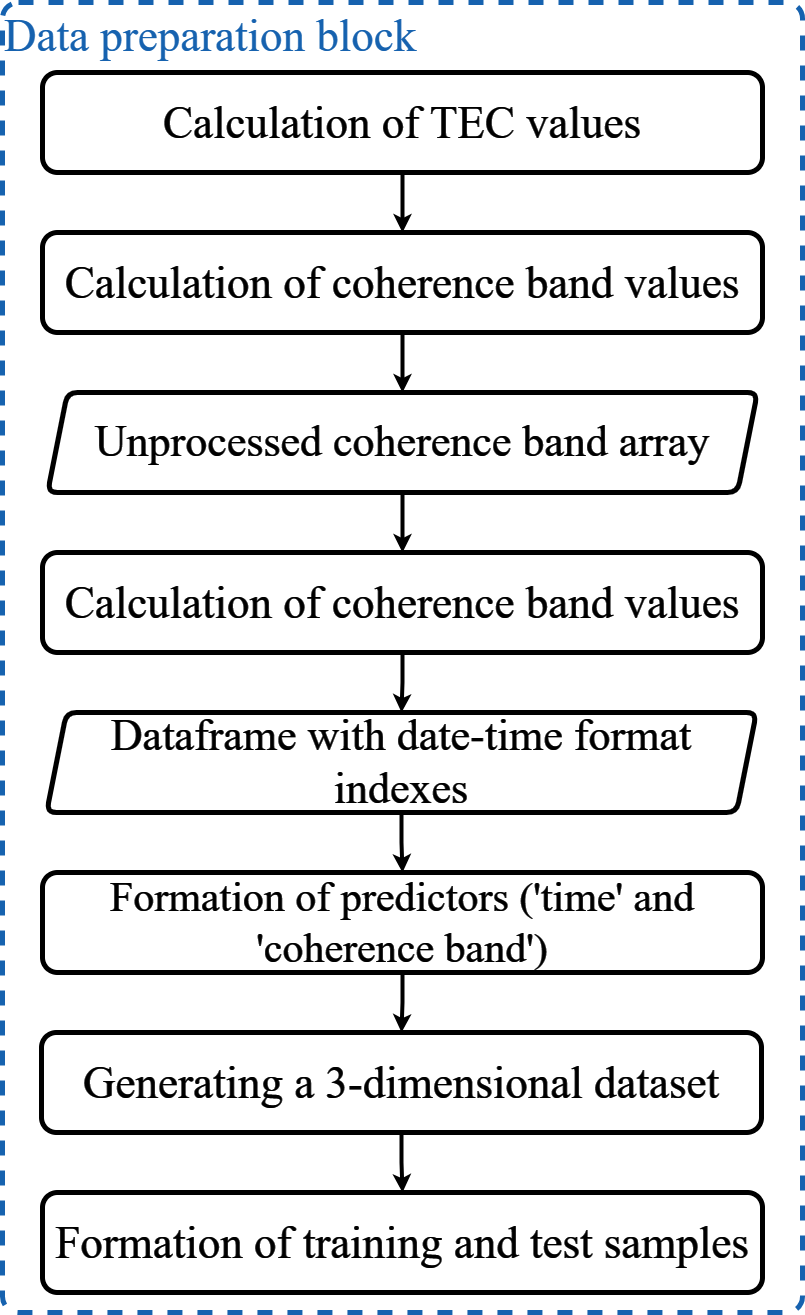 Data preparation block
Calculation of TEC values
Calculation of coherence band values
Unprocessed coherence band array
Calculation of coherence band values
Dataframe with date-time format
indexes
Formation of predictors ('time' and
'coherence band')
Generating a 3-dimensional dataset
Formation of training and test samples